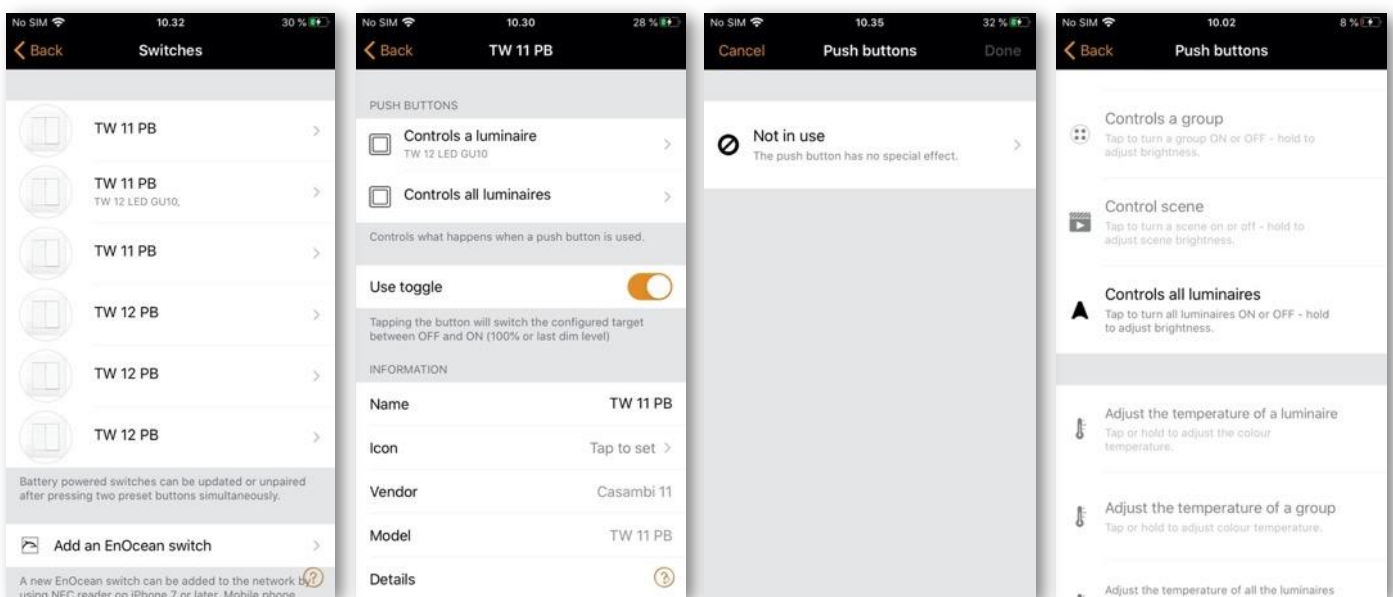 No SIM 10.32 30 %
Back Switches
TW 11 PB
TW 11 PB
TW 12 LED GU10,
TW 11 PB
TW 12 PB
TW 12 PB
TW 12 PB
Battery powered switches can be updated or unpaired
after pressing two preset buttons simultaneously.
Add an EnOcean switch
A new EnOcean switch can be added to the network by
using NFC reader on iPhone 7 or later. Mobile phone
?
No SIM 10.30 28 %
Back TW 11 PB
PUSH BUTTONS
Controls a luminaire
TW 12 LED GU10
Controls all luminaires
Controls what happens when a push button is used.
Use toggle
Tapping the button will switch the configured target
between OFF and ON (100% or last dim level)
INFORMATION
Name TW 11 PB
Icon Tap to set
Vendor Casambi 11
Model TW 11 PB
Details ?
No SIM 10.35 32 %
Cancel Push buttons Done
Not in use
The push button has no special effect.
No SIM 10.02 8 %
Back Push buttons
Controls a group
Tap to turn a group ON or OFF - hold to
adjust brightness.
Control scene
Tap to turn a scene on or off - hold to
adjust scene brightness.
Controls all luminaires
Tap to turn all luminaires ON or OFF - hold
to adjust brightness.
Adjust the temperature of a luminaire
Tap or hold to adjust the colour
temperature.
Adjust the temperature of a group
Tap or hold to adjust colour temperature.
Adjust the temperature of all the luminaires